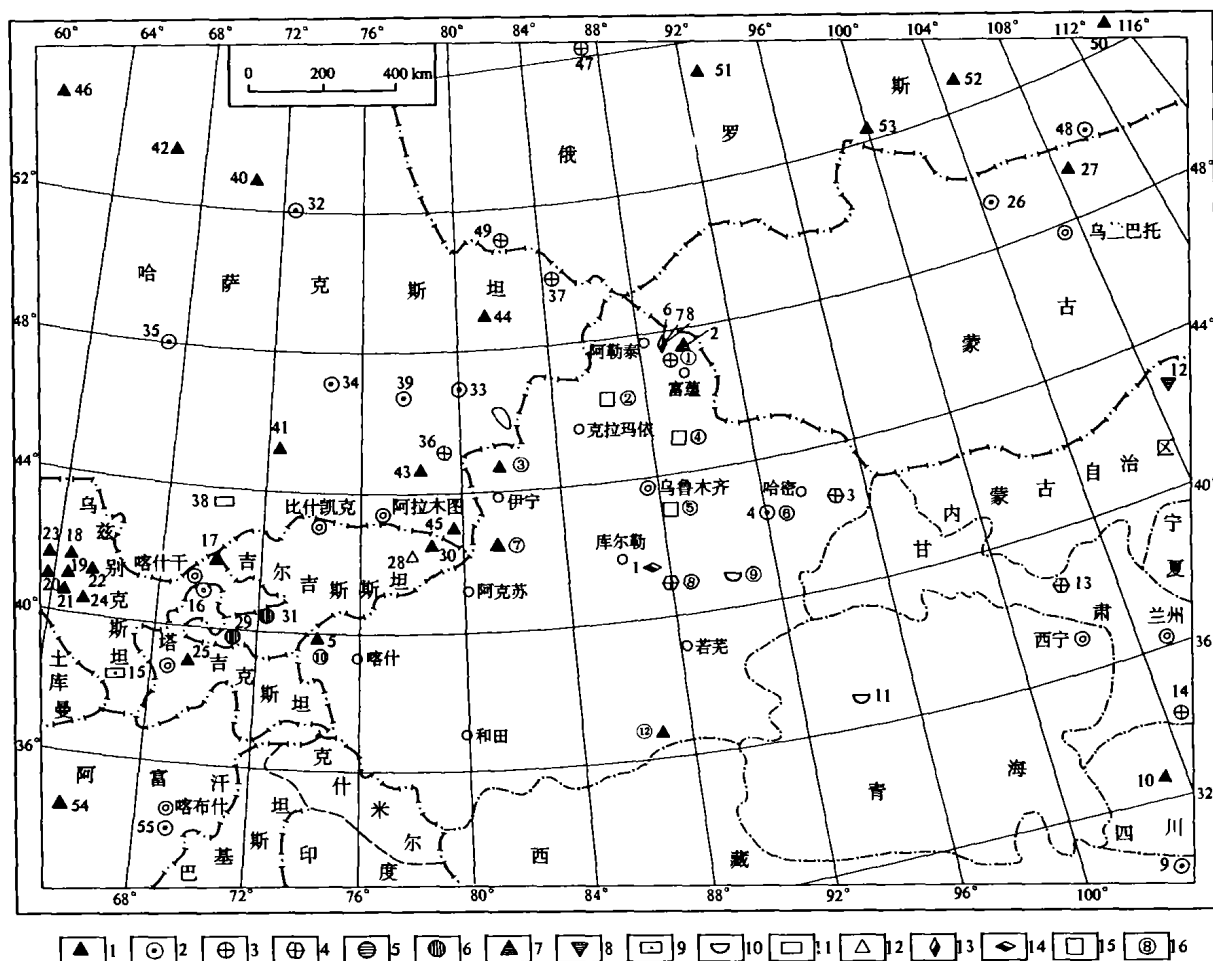 60° 64° 68° 72° 76° 80° 84° 88° 92° 96° 100° 104° 108° 112° 116°
0 200 400 km
46
42
40
32
47
51
52
50
53
48
27
26
俄 罗 斯
52°
48°
哈 萨 克 斯 坦
49
37
44
乌二巴托
蒙 古
35
34
39
33
6 7 8 2
阿勒泰
①
富蕴
②
48°
44°
克拉玛依
④
12
41
36
43
③
伊宁
44°
乌鲁木齐
⑤
哈密
3
4 ⑥
内 蒙 古 自 治 区
40°
38
比什凯克
阿拉木图
45
30
28
⑦
库尔勒
1
⑧
⑨
甘 肃
宁 夏
乌 兹 别 克 斯 坦
23 18
19
20 21 22 24
喀什干
17
16
吉 尔 吉 斯 斯 坦
阿克苏
13
40°
29
31
5
⑩
喀什
若羌
西宁
兰州
36°
土 库 曼
15
塔 吉 克 斯 坦
25
11
14
36°
和田
⑫
青 海
10
32°
阿 富 汗
54
喀布什
55
巴 基 斯 坦
克 什 米 尔
印 度
西 藏
四 川
9
68° 72° 76° 80° 84° 88° 92° 96° 100°
1 2 3 4 5 6 7 8 9 10 11 12 13 14 15 ⑧ 16